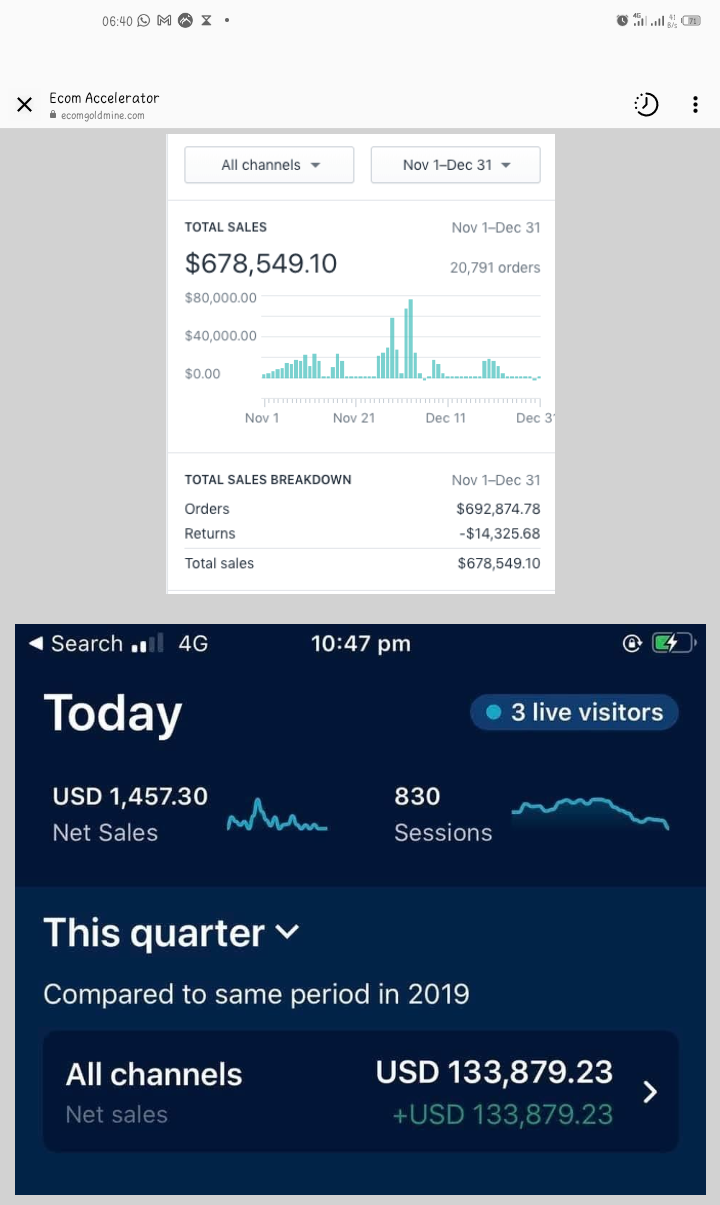 06:40
4G
71
Ecom Accelerator
ecomgoldmine.com
All channels Nov 1–Dec 31
TOTAL SALES Nov 1–Dec 31
$678,549.10 20,791 orders
$80,000.00
$40,000.00
$0.00
Nov 1 Nov 21 Dec 11 Dec 3
TOTAL SALES BREAKDOWN Nov 1–Dec 31
Orders $692,874.78
Returns -$14,325.68
Total sales $678,549.10
Search 4G 10:47 pm
Today 3 live visitors
USD 1,457.30 830
Net Sales Sessions
This quarter
Compared to same period in 2019
All channels USD 133,879.23
Net sales +USD 133,879.23